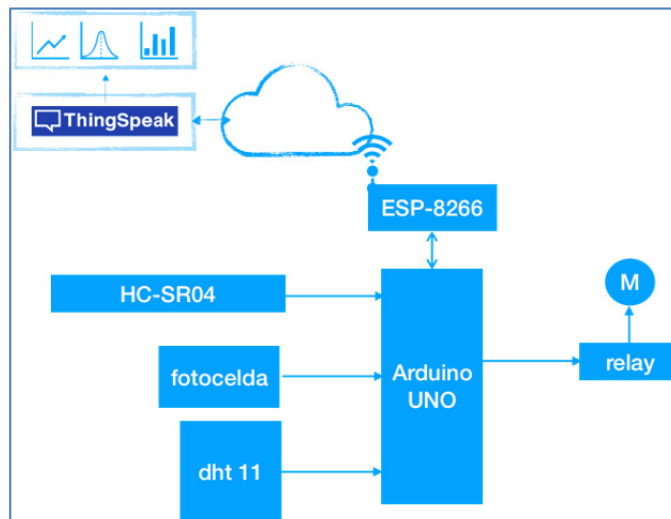 ThingSpeak
ESP-8266
HC-SR04
M
fotocelda
Arduino
UNO
relay
dht 11